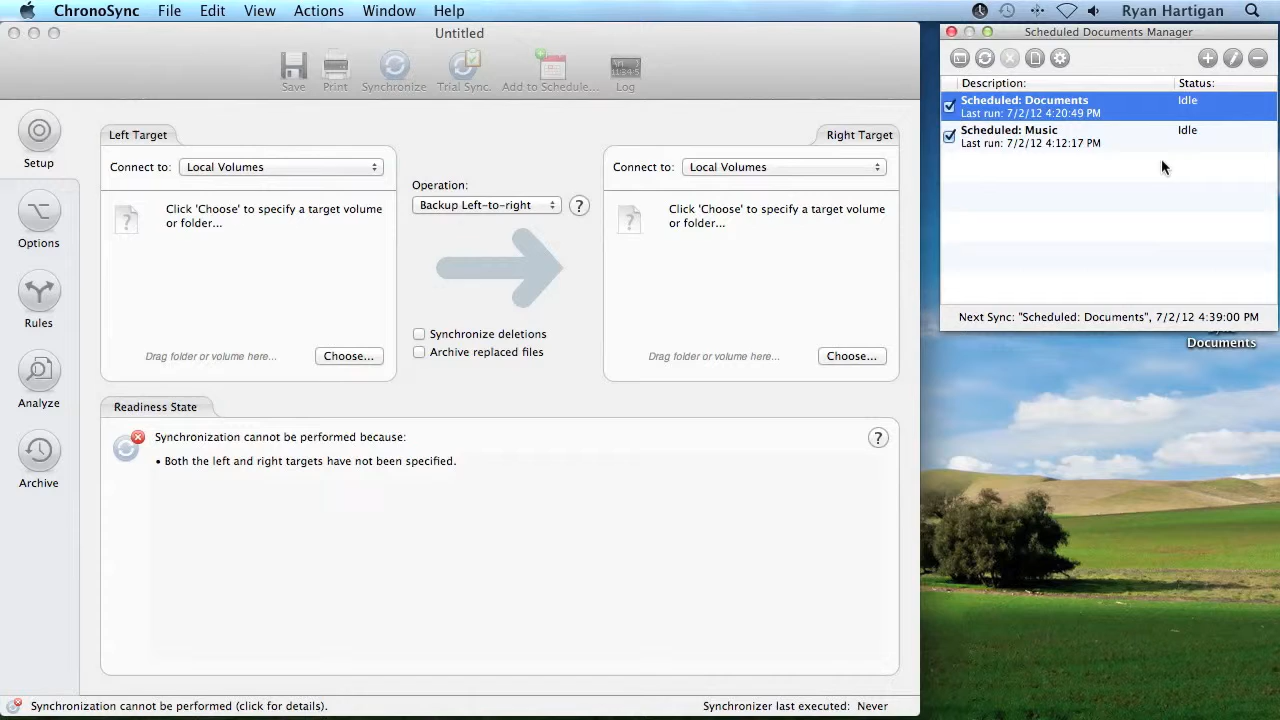 ChronoSync File Edit View Actions Window Help Ryan Hartigan
Untitled
Save Print Synchronize Trial Sync. Add to Schedule... Log
Setup
Options
Rules
Analyze
Archive
Left Target
Connect to: Local Volumes
Click 'Choose' to specify a target volume
or folder...
Drag folder or volume here... Choose...
Operation:
Backup Left-to-right ?
Synchronize deletions
Archive replaced files
Right Target
Connect to: Local Volumes
Click 'Choose' to specify a target volume
or folder...
Drag folder or volume here... Choose...
Readiness State
Synchronization cannot be performed because: ?
• Both the left and right targets have not been specified.
Synchronization cannot be performed (click for details). Synchronizer last executed: Never
Scheduled Documents Manager
Description: Status:
Scheduled: Documents Idle
Last run: 7/2/12 4:20:49 PM
Scheduled: Music Idle
Last run: 7/2/12 4:12:17 PM
Next Sync: "Scheduled: Documents", 7/2/12 4:39:00 PM
Documents